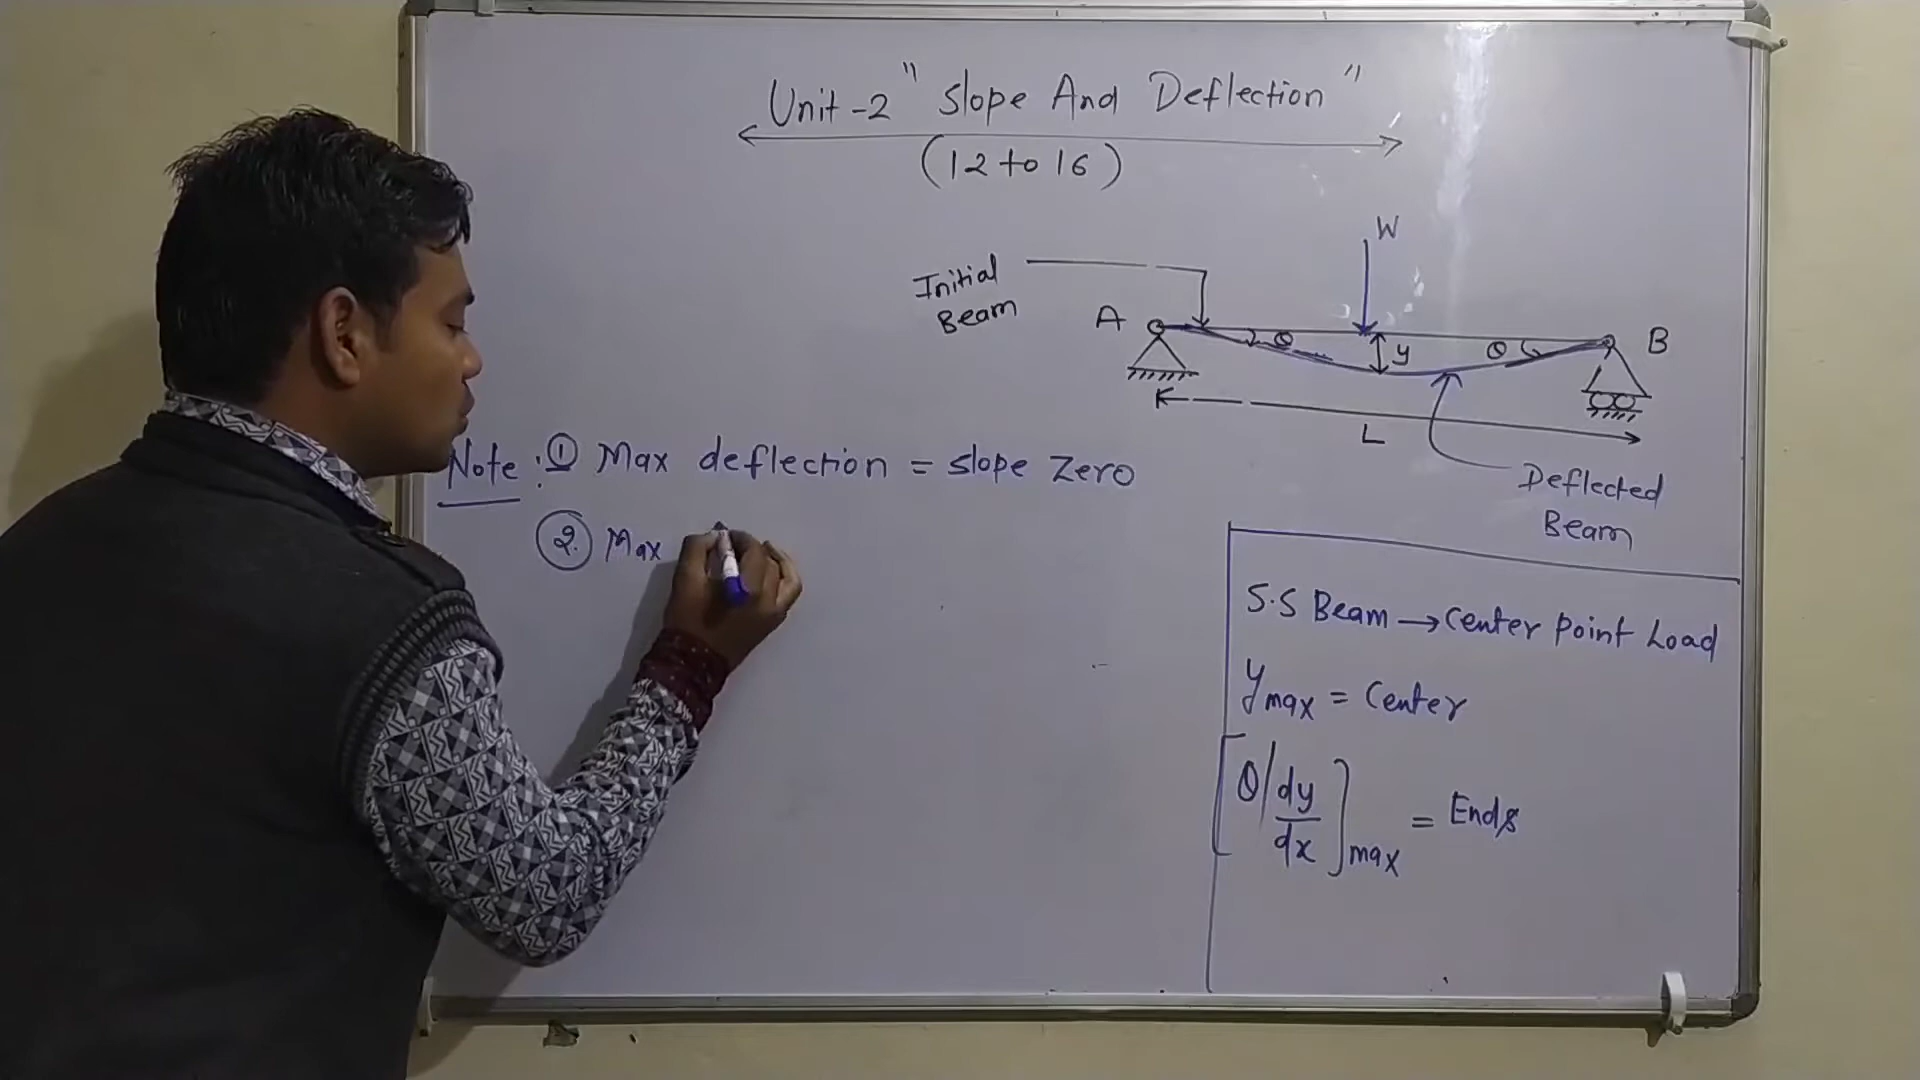 Unit-2 "Slope And Deflection"
(12 to 16)
W
Initial
Beam
A
θ
y
θ
B
L
Deflected
Beam
Note : ① Max deflection = slope Zero
② Max
S.S Beam → Center Point Load
ymax = Center
[θ/dy/dx]max = Ends